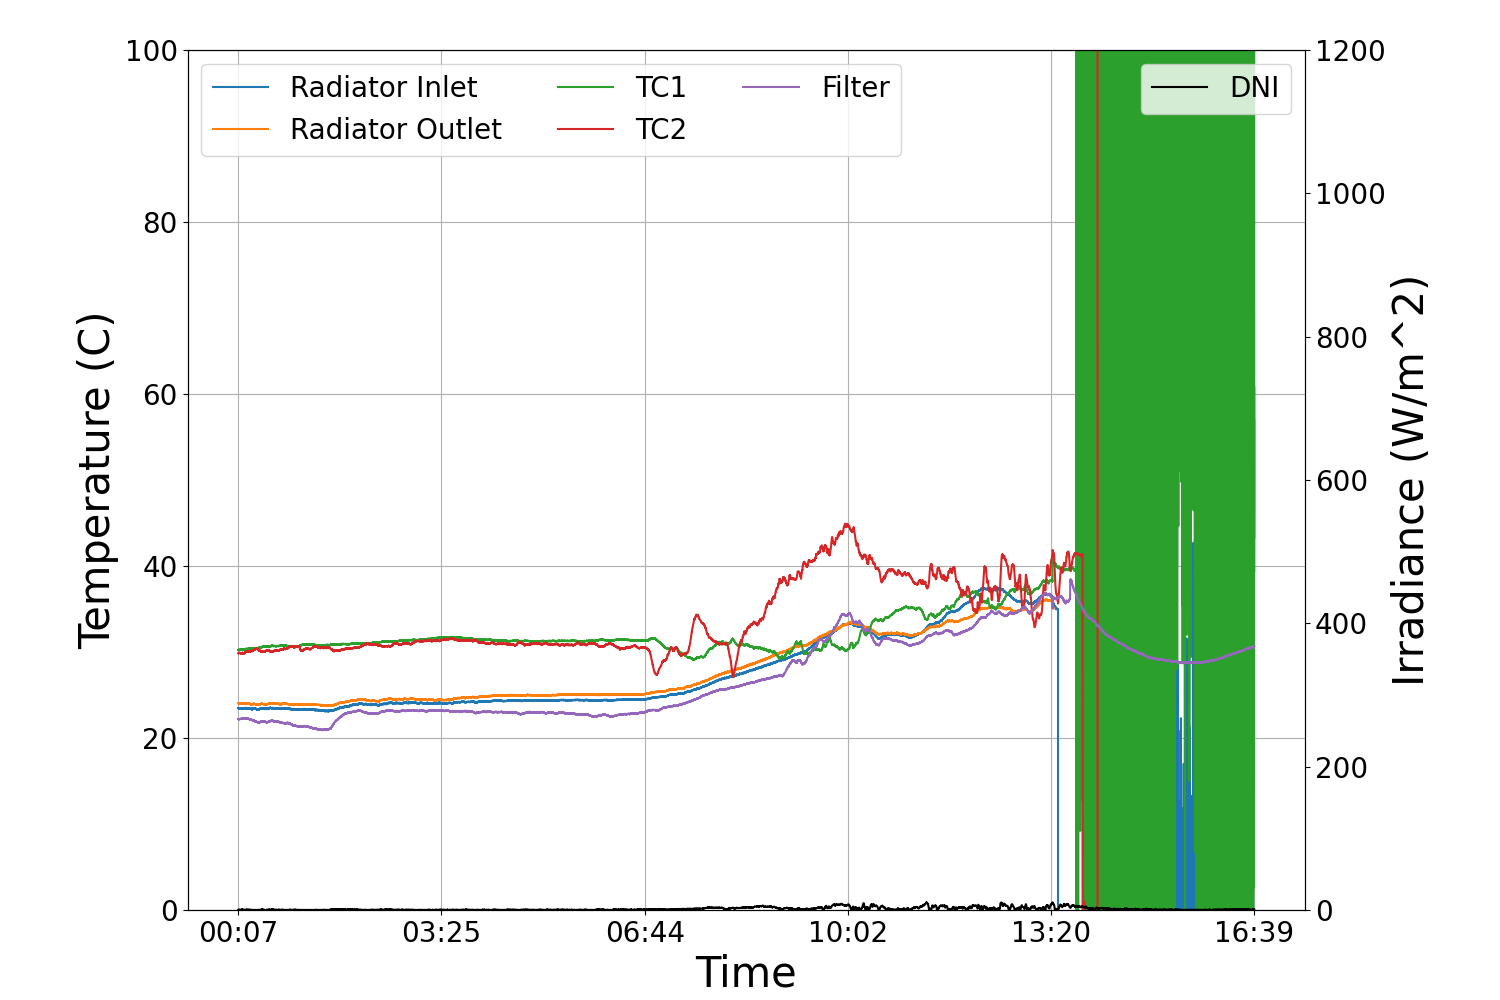 100
80
60
40
20
0
Temperature (C)
Radiator Inlet
Radiator Outlet
TC1
TC2
Filter
DNI
1200
1000
800
600
400
200
0
Irradiance (W/m^2)
00:07 03:25 06:44 10:02 13:20 16:39
Time